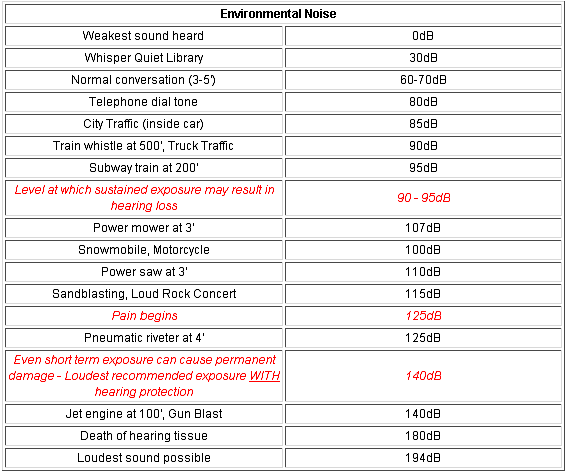 Environmental Noise
Weakest sound heard 0dB
Whisper Quiet Library 30dB
Normal conversation (3-5') 60-70dB
Telephone dial tone 80dB
City Traffic (inside car) 85dB
Train whistle at 500', Truck Traffic 90dB
Subway train at 200' 95dB
Level at which sustained exposure may result in
hearing loss 90 - 95dB
Power mower at 3' 107dB
Snowmobile, Motorcycle 100dB
Power saw at 3' 110dB
Sandblasting, Loud Rock Concert 115dB
Pain begins 125dB
Pneumatic riveter at 4' 125dB
Even short term exposure can cause permanent
damage - Loudest recommended exposure WITH
hearing protection 140dB
Jet engine at 100', Gun Blast 140dB
Death of hearing tissue 180dB
Loudest sound possible 194dB